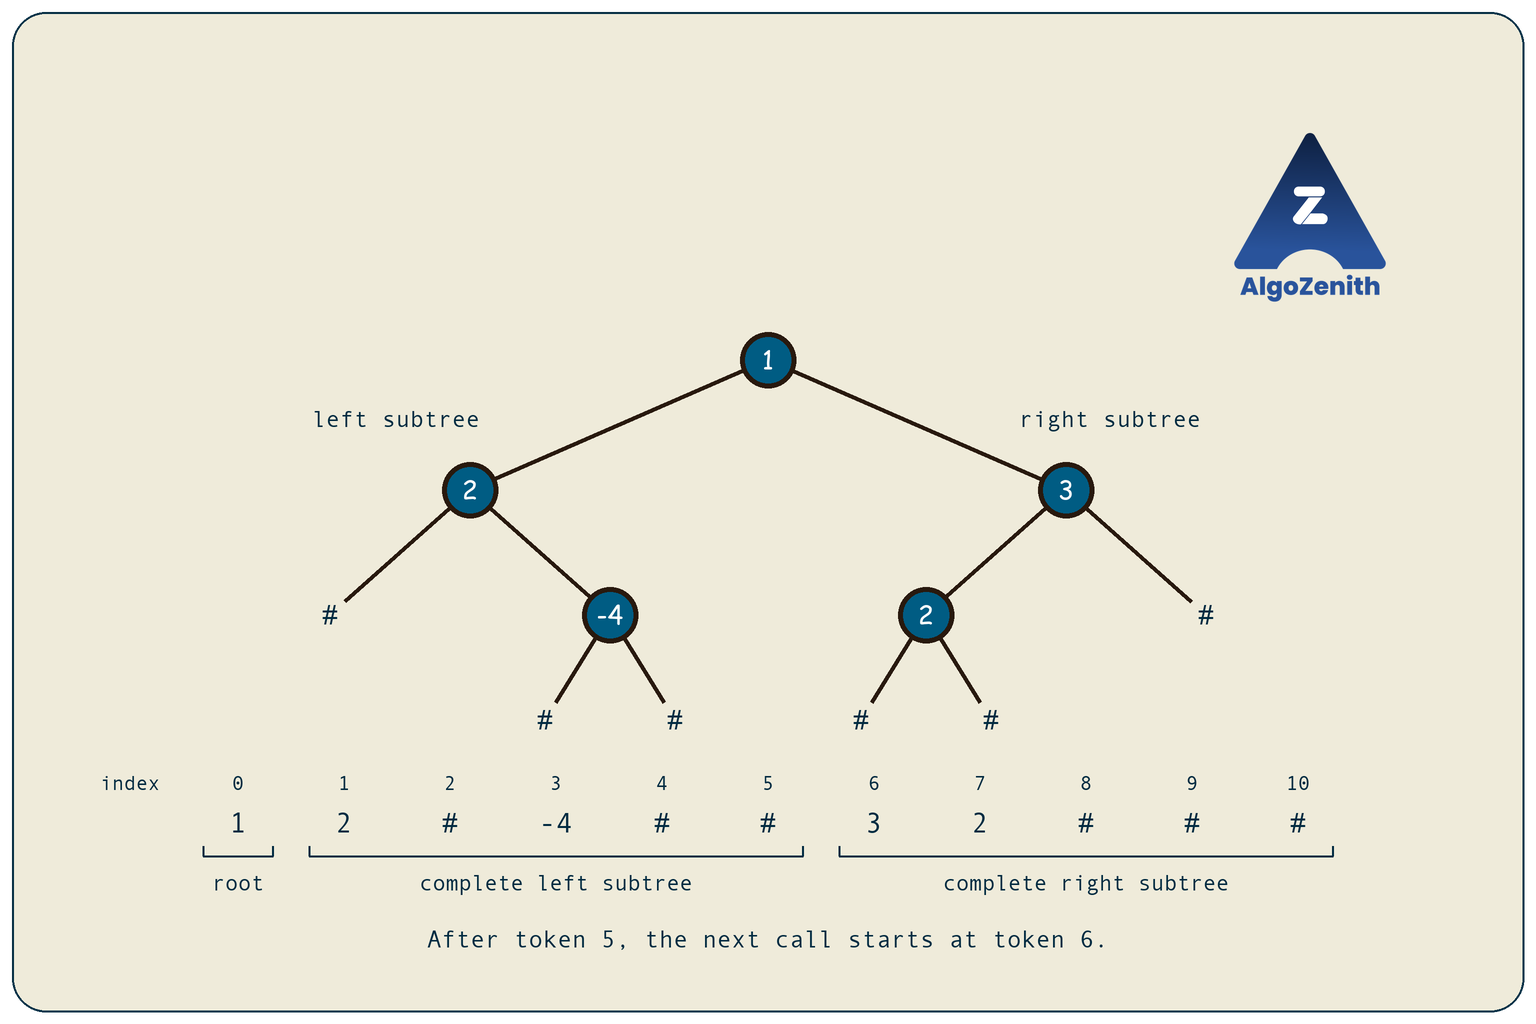 Z
AlgoZenith
1
left subtree
right subtree
2 3
# -4 2 #
# # # #
index 0 1 2 3 4 5 6 7 8 9 10
1 2 # -4 # # 3 2 # # #
root complete left subtree complete right subtree
After token 5, the next call starts at token 6.